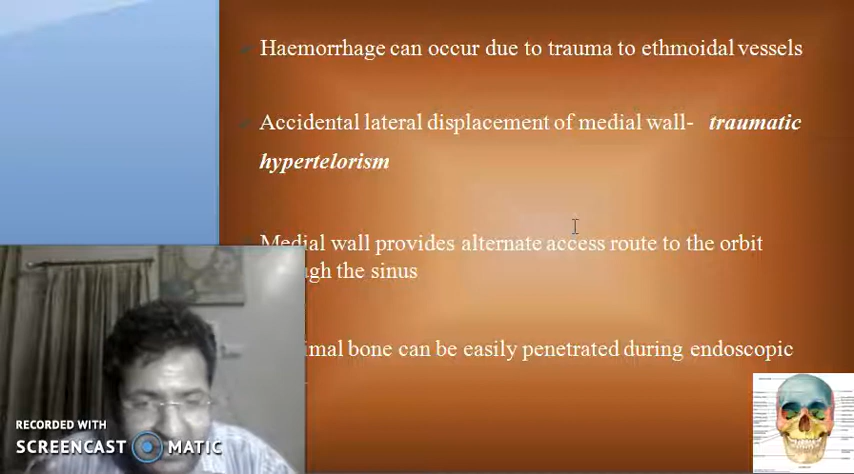 Haemorrhage can occur due to trauma to ethmoidal vessels
Accidental lateral displacement of medial wall- traumatic
hypertelorism
Medial wall provides alternate access route to the orbit
ugh the sinus
imal bone can be easily penetrated during endoscopic
RECORDED WITH
SCREENCAST MATIC